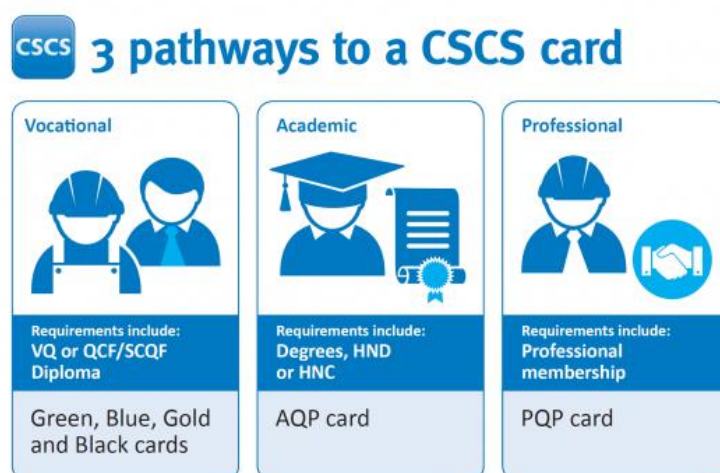 CSCS 3 pathways to a CSCS card
Vocational
Requirements include:
VQ or QCF/SCQF
Diploma
Green, Blue, Gold
and Black cards
Academic
Requirements include:
Degrees, HND
or HNC
AQP card
Professional
Requirements include:
Professional
membership
PQP card